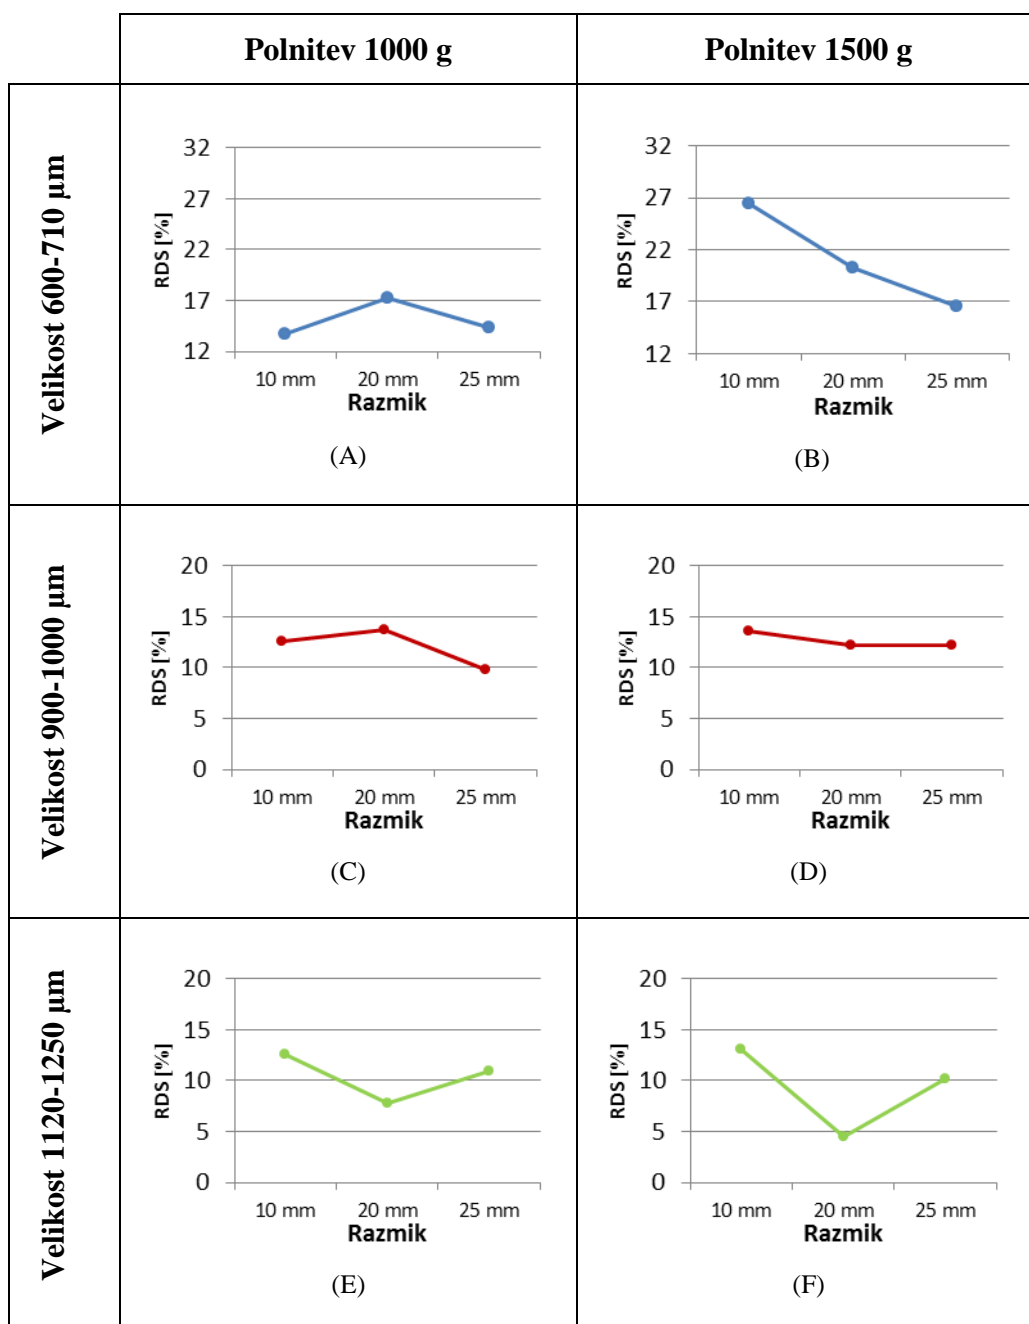 Polnitev 1000 g
Polnitev 1500 g
Velikost 600-710 µm
32
27
22
17
12
RDS [%]
10 mm 20 mm 25 mm
Razmik
(A)
32
27
22
17
12
RDS [%]
10 mm 20 mm 25 mm
Razmik
(B)
Velikost 900-1000 µm
20
15
10
5
0
RDS [%]
10 mm 20 mm 25 mm
Razmik
(C)
20
15
10
5
0
RDS [%]
10 mm 20 mm 25 mm
Razmik
(D)
Velikost 1120-1250 µm
20
15
10
5
0
RDS [%]
10 mm 20 mm 25 mm
Razmik
(E)
20
15
10
5
0
RDS [%]
10 mm 20 mm 25 mm
Razmik
(F)